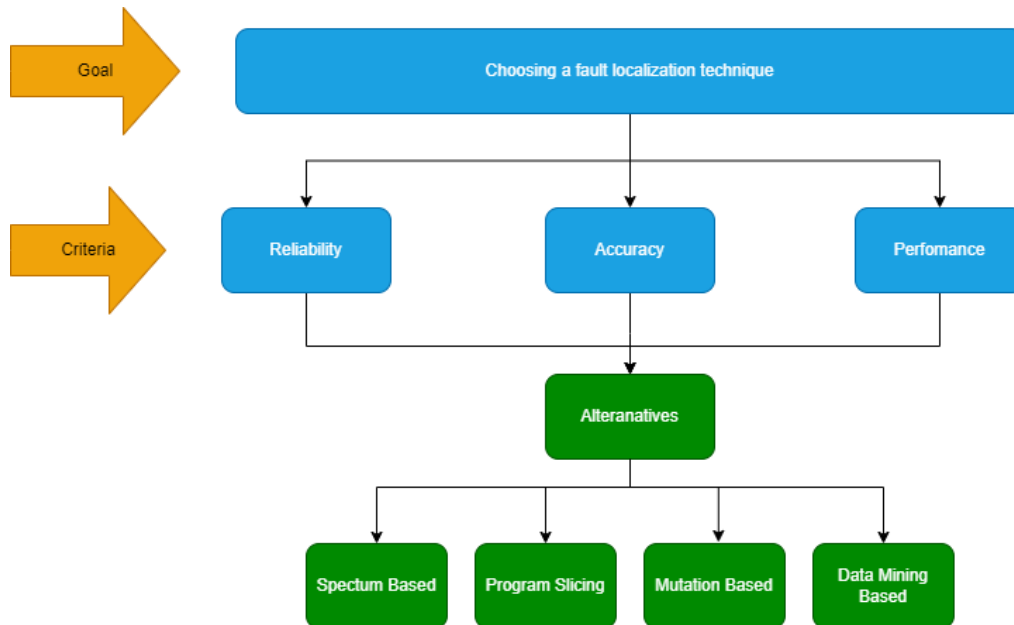 Goal
Choosing a fault localization technique
Criteria
Reliability
Accuracy
Perfomance
Alteranatives
Spectum Based
Program Slicing
Mutation Based
Data Mining
Based